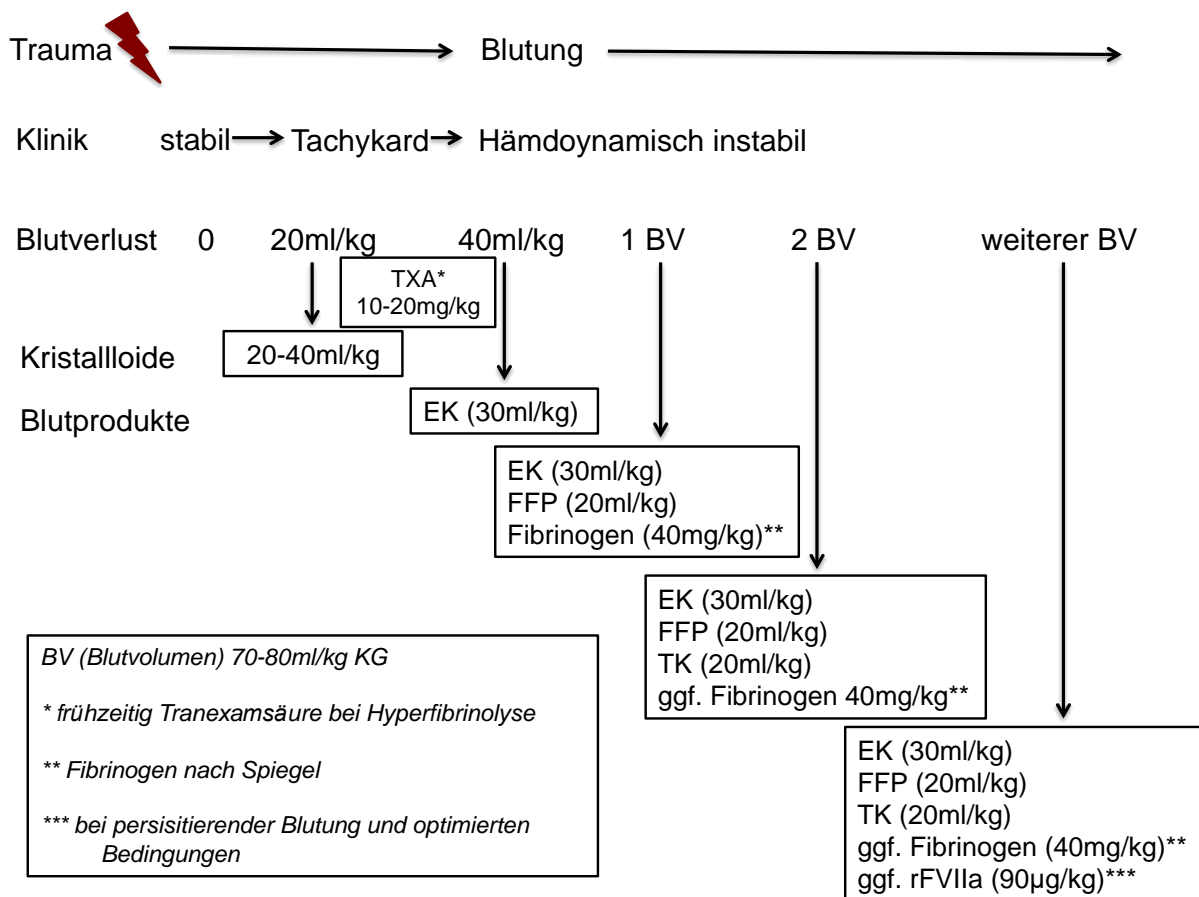 Trauma Blutung
Klinik stabil Tachykard Hämdoynamisch instabil
Blutverlust 0 20ml/kg 40ml/kg 1 BV 2 BV weiterer BV
TXA*
10-20mg/kg
Kristallloide 20-40ml/kg
Blutprodukte EK (30ml/kg)
EK (30ml/kg)
FFP (20ml/kg)
Fibrinogen (40mg/kg)**
EK (30ml/kg)
FFP (20ml/kg)
TK (20ml/kg)
ggf. Fibrinogen 40mg/kg**
BV (Blutvolumen) 70-80ml/kg KG
* frühzeitig Tranexamsäure bei Hyperfibrinolyse
** Fibrinogen nach Spiegel
*** bei persisitierender Blutung und optimierten
Bedingungen
EK (30ml/kg)
FFP (20ml/kg)
TK (20ml/kg)
ggf. Fibrinogen (40mg/kg)**
ggf. rFVIIa (90µg/kg)***